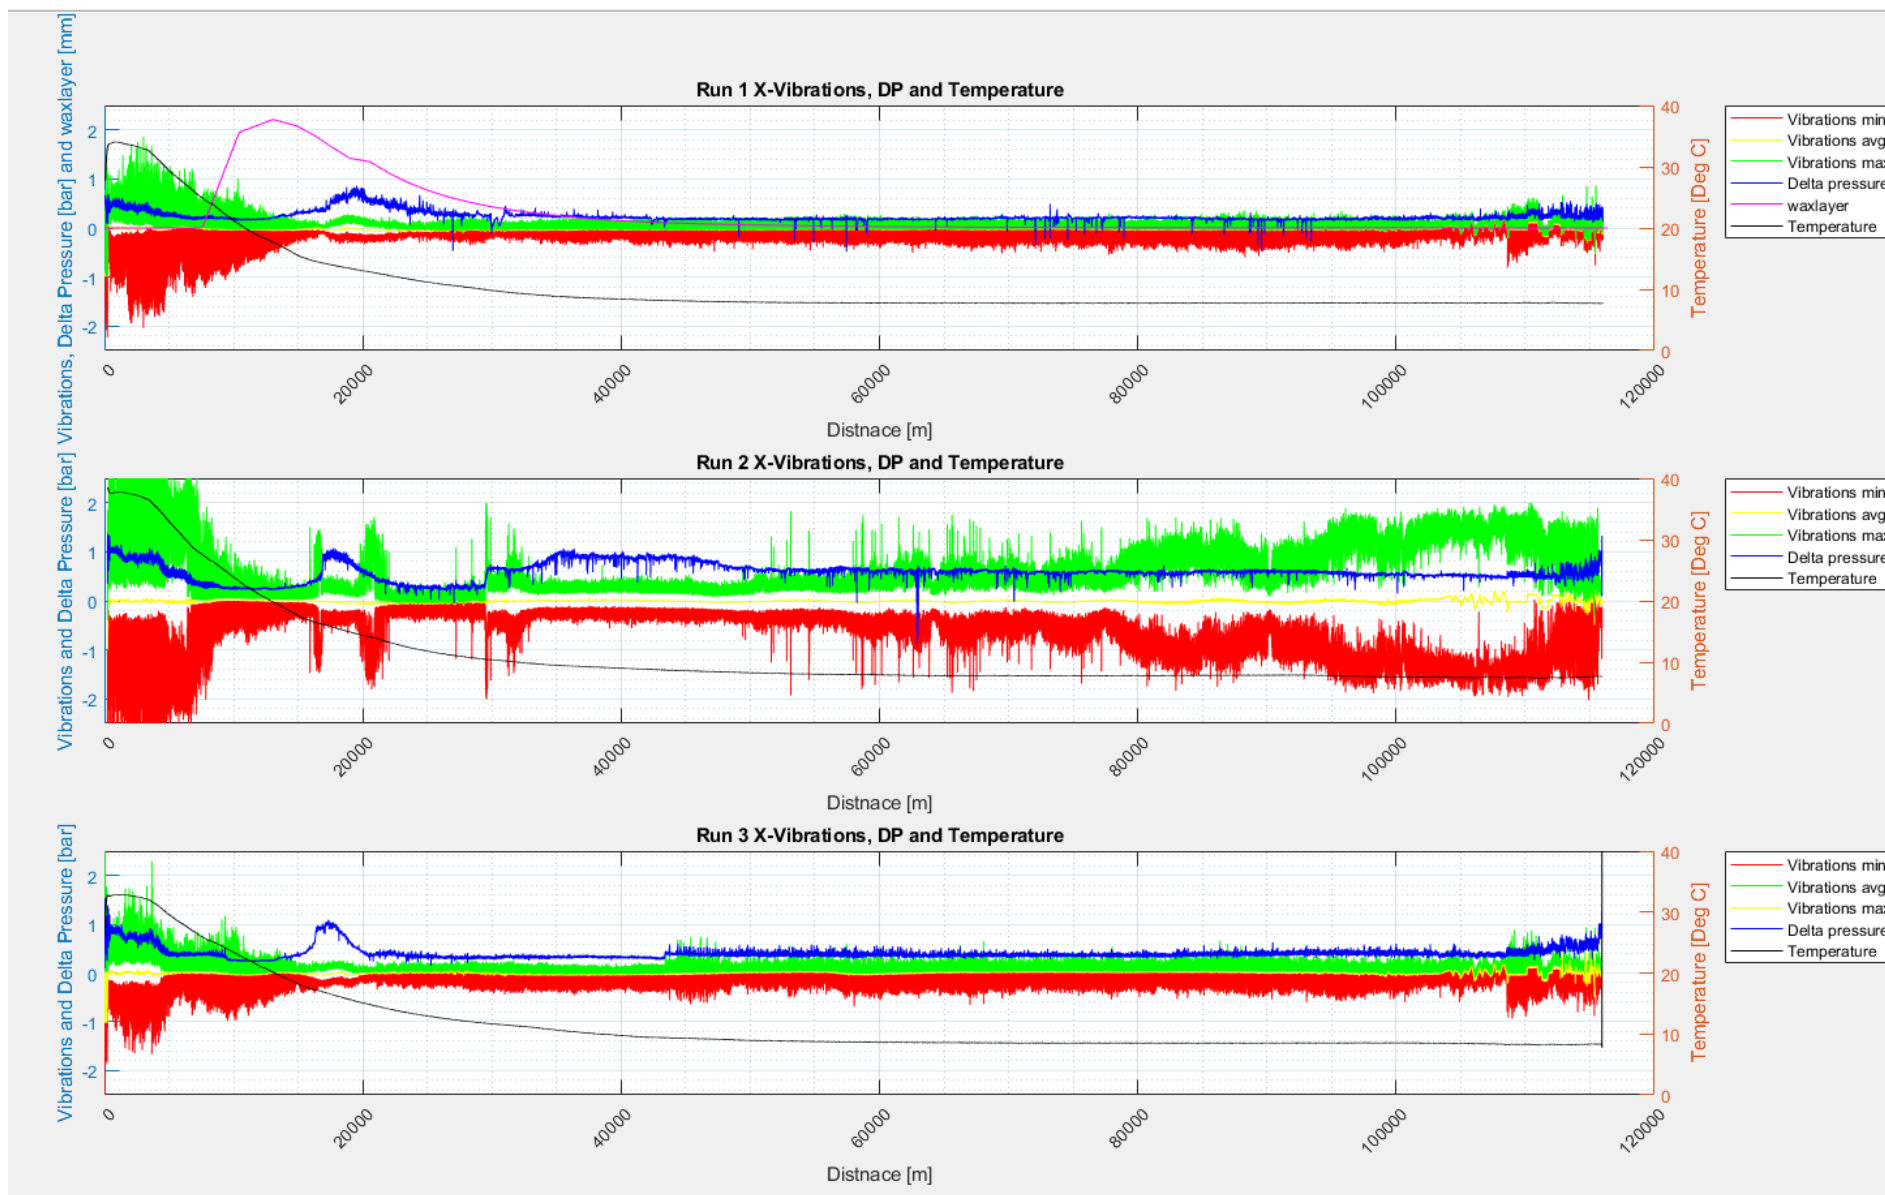 Vibrations, Delta Pressure [bar] and waxlayer [mm]
Run 1 X-Vibrations, DP and Temperature
2
1
0
-1
-2
40
30
20
10
0
Temperature [Deg C]
0
20000
40000
60000
80000
100000
120000
Distnace [m]
Vibrations min
Vibrations avg
Vibrations max
Delta pressure
waxlayer
Temperature
Vibrations and Delta Pressure [bar]
Run 2 X-Vibrations, DP and Temperature
2
1
0
-1
-2
40
30
20
10
0
Temperature [Deg C]
0
20000
40000
60000
80000
100000
120000
Distnace [m]
Vibrations min
Vibrations avg
Vibrations max
Delta pressure
Temperature
Vibrations and Delta Pressure [bar]
Run 3 X-Vibrations, DP and Temperature
2
1
0
-1
-2
40
30
20
10
0
Temperature [Deg C]
0
20000
40000
60000
80000
100000
120000
Distnace [m]
Vibrations min
Vibrations avg
Vibrations max
Delta pressure
Temperature